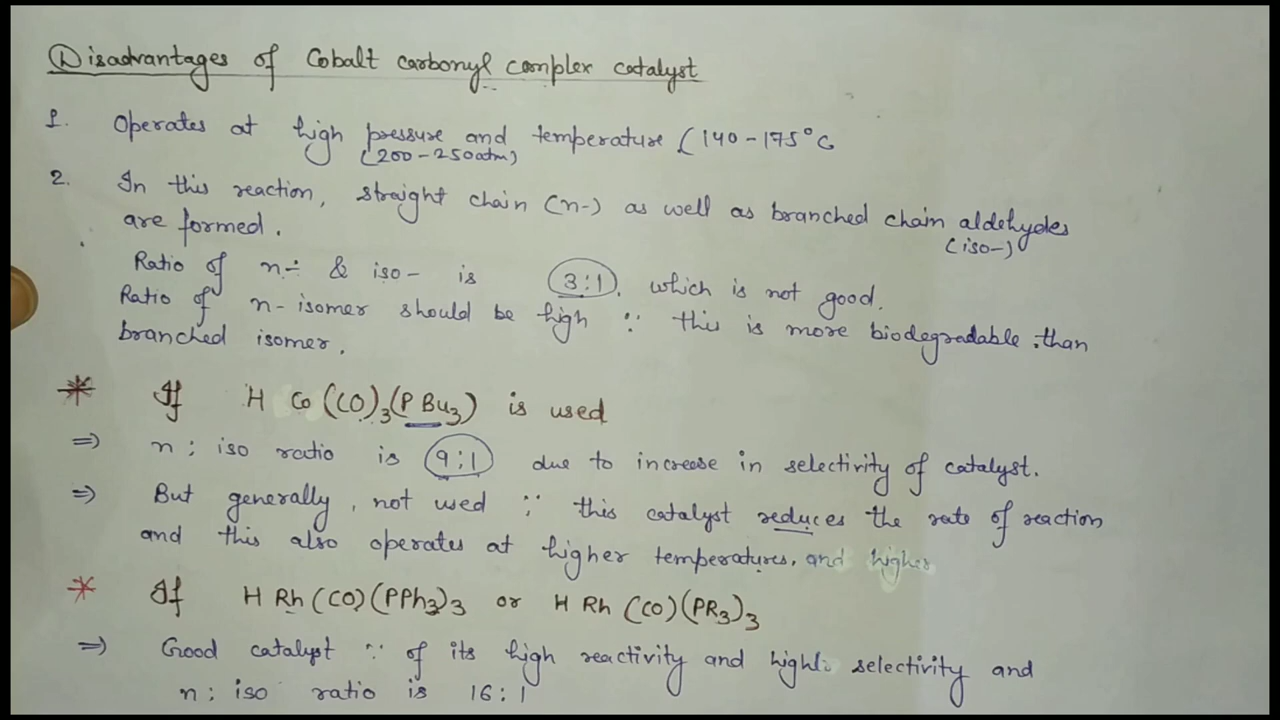 Disadvantages of Cobalt carbonyl complex catalyst
1. Operates at high pressure and temperature (140-175°C
(200-250atm)
2. In this reaction, straight chain (n-) as well as branched chain aldehydes
are formed.
(iso-)
Ratio of n- & iso- is 3:1, which is not good.
Ratio of n-isomer should be high ∵ this is more biodegradable than
branched isomer.
* If H Co(CO)₃(PBu₃) is used
⇒ n: iso ratio is 9:1 due to increase in selectivity of catalyst.
⇒ But generally, not used ∵ this catalyst reduces the rate of reaction
and this also operates at higher temperatures, and higher
* If H Rh(CO)(PPh₃)₃ or H Rh(CO)(PR₃)₃
⇒ Good catalyst ∵ of its high reactivity and high selectivity and
n: iso ratio is 16:1